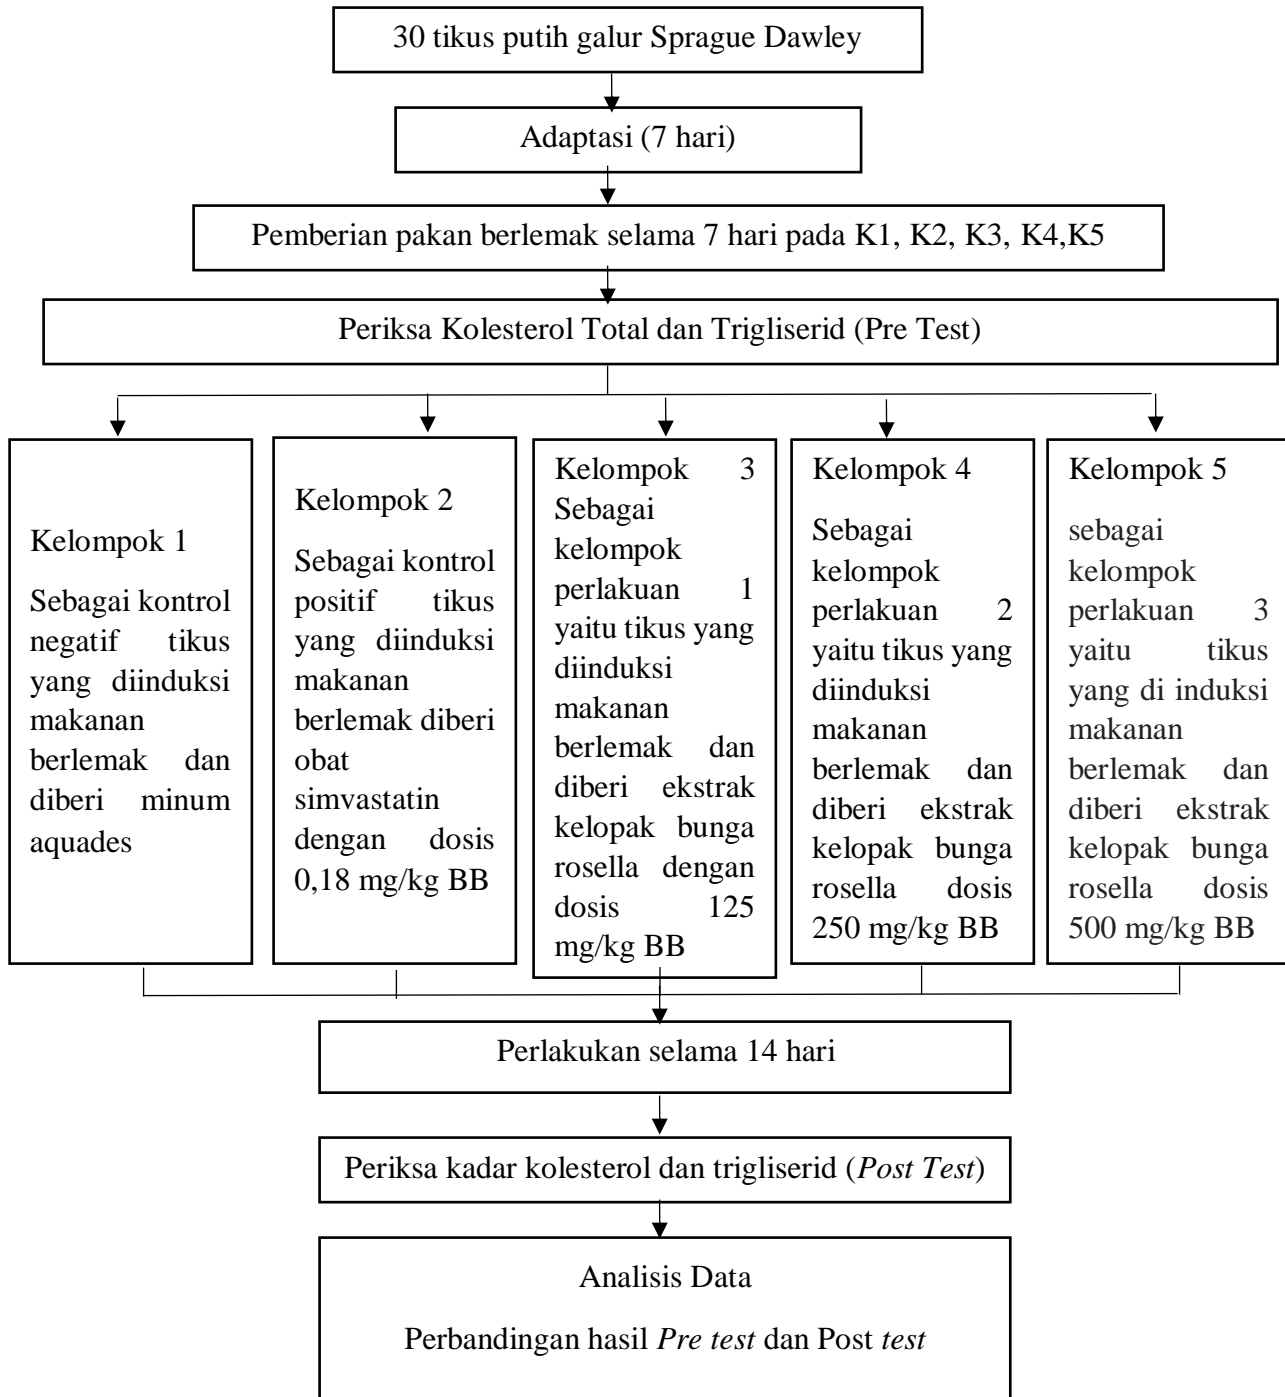 30 tikus putih galur Sprague Dawley
Adaptasi (7 hari)
Pemberian pakan berlemak selama 7 hari pada K1, K2, K3, K4,K5
Periksa Kolesterol Total dan Trigliserid (Pre Test)
Kelompok 1
Sebagai kontrol
negatif tikus
yang diinduksi
makanan
berlemak dan
diberi minum
aquades
Kelompok 2
Sebagai kontrol
positif tikus
yang diinduksi
makanan
berlemak diberi
obat
simvastatin
dengan dosis
0,18 mg/kg BB
Kelompok 3
Sebagai
kelompok
perlakuan 1
yaitu tikus yang
diinduksi
makanan
berlemak dan
diberi ekstrak
kelopak bunga
rosella dengan
dosis 125
mg/kg BB
Kelompok 4
Sebagai
kelompok
perlakuan 2
yaitu tikus yang
diinduksi
makanan
berlemak dan
diberi ekstrak
kelopak bunga
rosella dosis
250 mg/kg BB
Kelompok 5
sebagai
kelompok
perlakuan 3
yaitu tikus
yang di induksi
makanan
berlemak dan
diberi ekstrak
kelopak bunga
rosella dosis
500 mg/kg BB
Perlakukan selama 14 hari
Periksa kadar kolesterol dan trigliserid (Post Test)
Analisis Data
Perbandingan hasil Pre test dan Post test